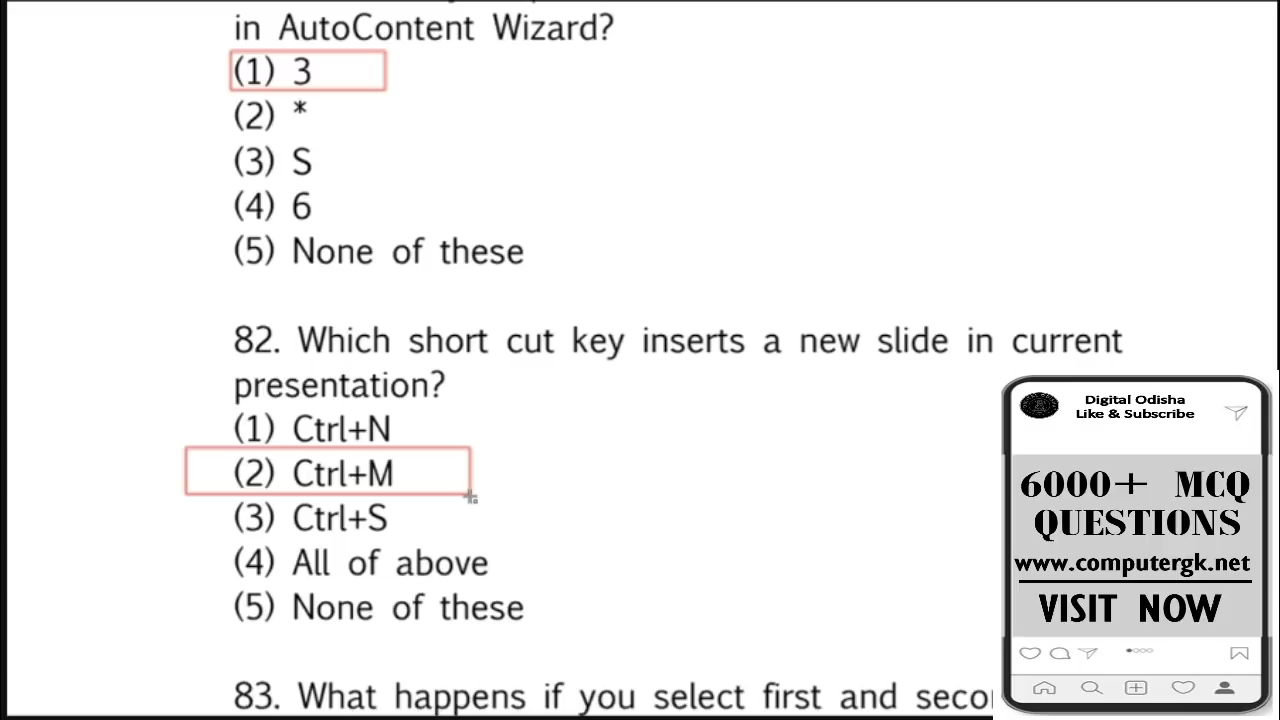 in AutoContent Wizard?
(1) 3
(2) *
(3) S
(4) 6
(5) None of these
82. Which short cut key inserts a new slide in current
presentation?
(1) Ctrl+N
(2) Ctrl+M
(3) Ctrl+S
(4) All of above
(5) None of these
83. What happens if you select first and
Digital Odisha
Like & Subscribe
6000+ MCQ
QUESTIONS
www.computergk.net
VISIT NOW